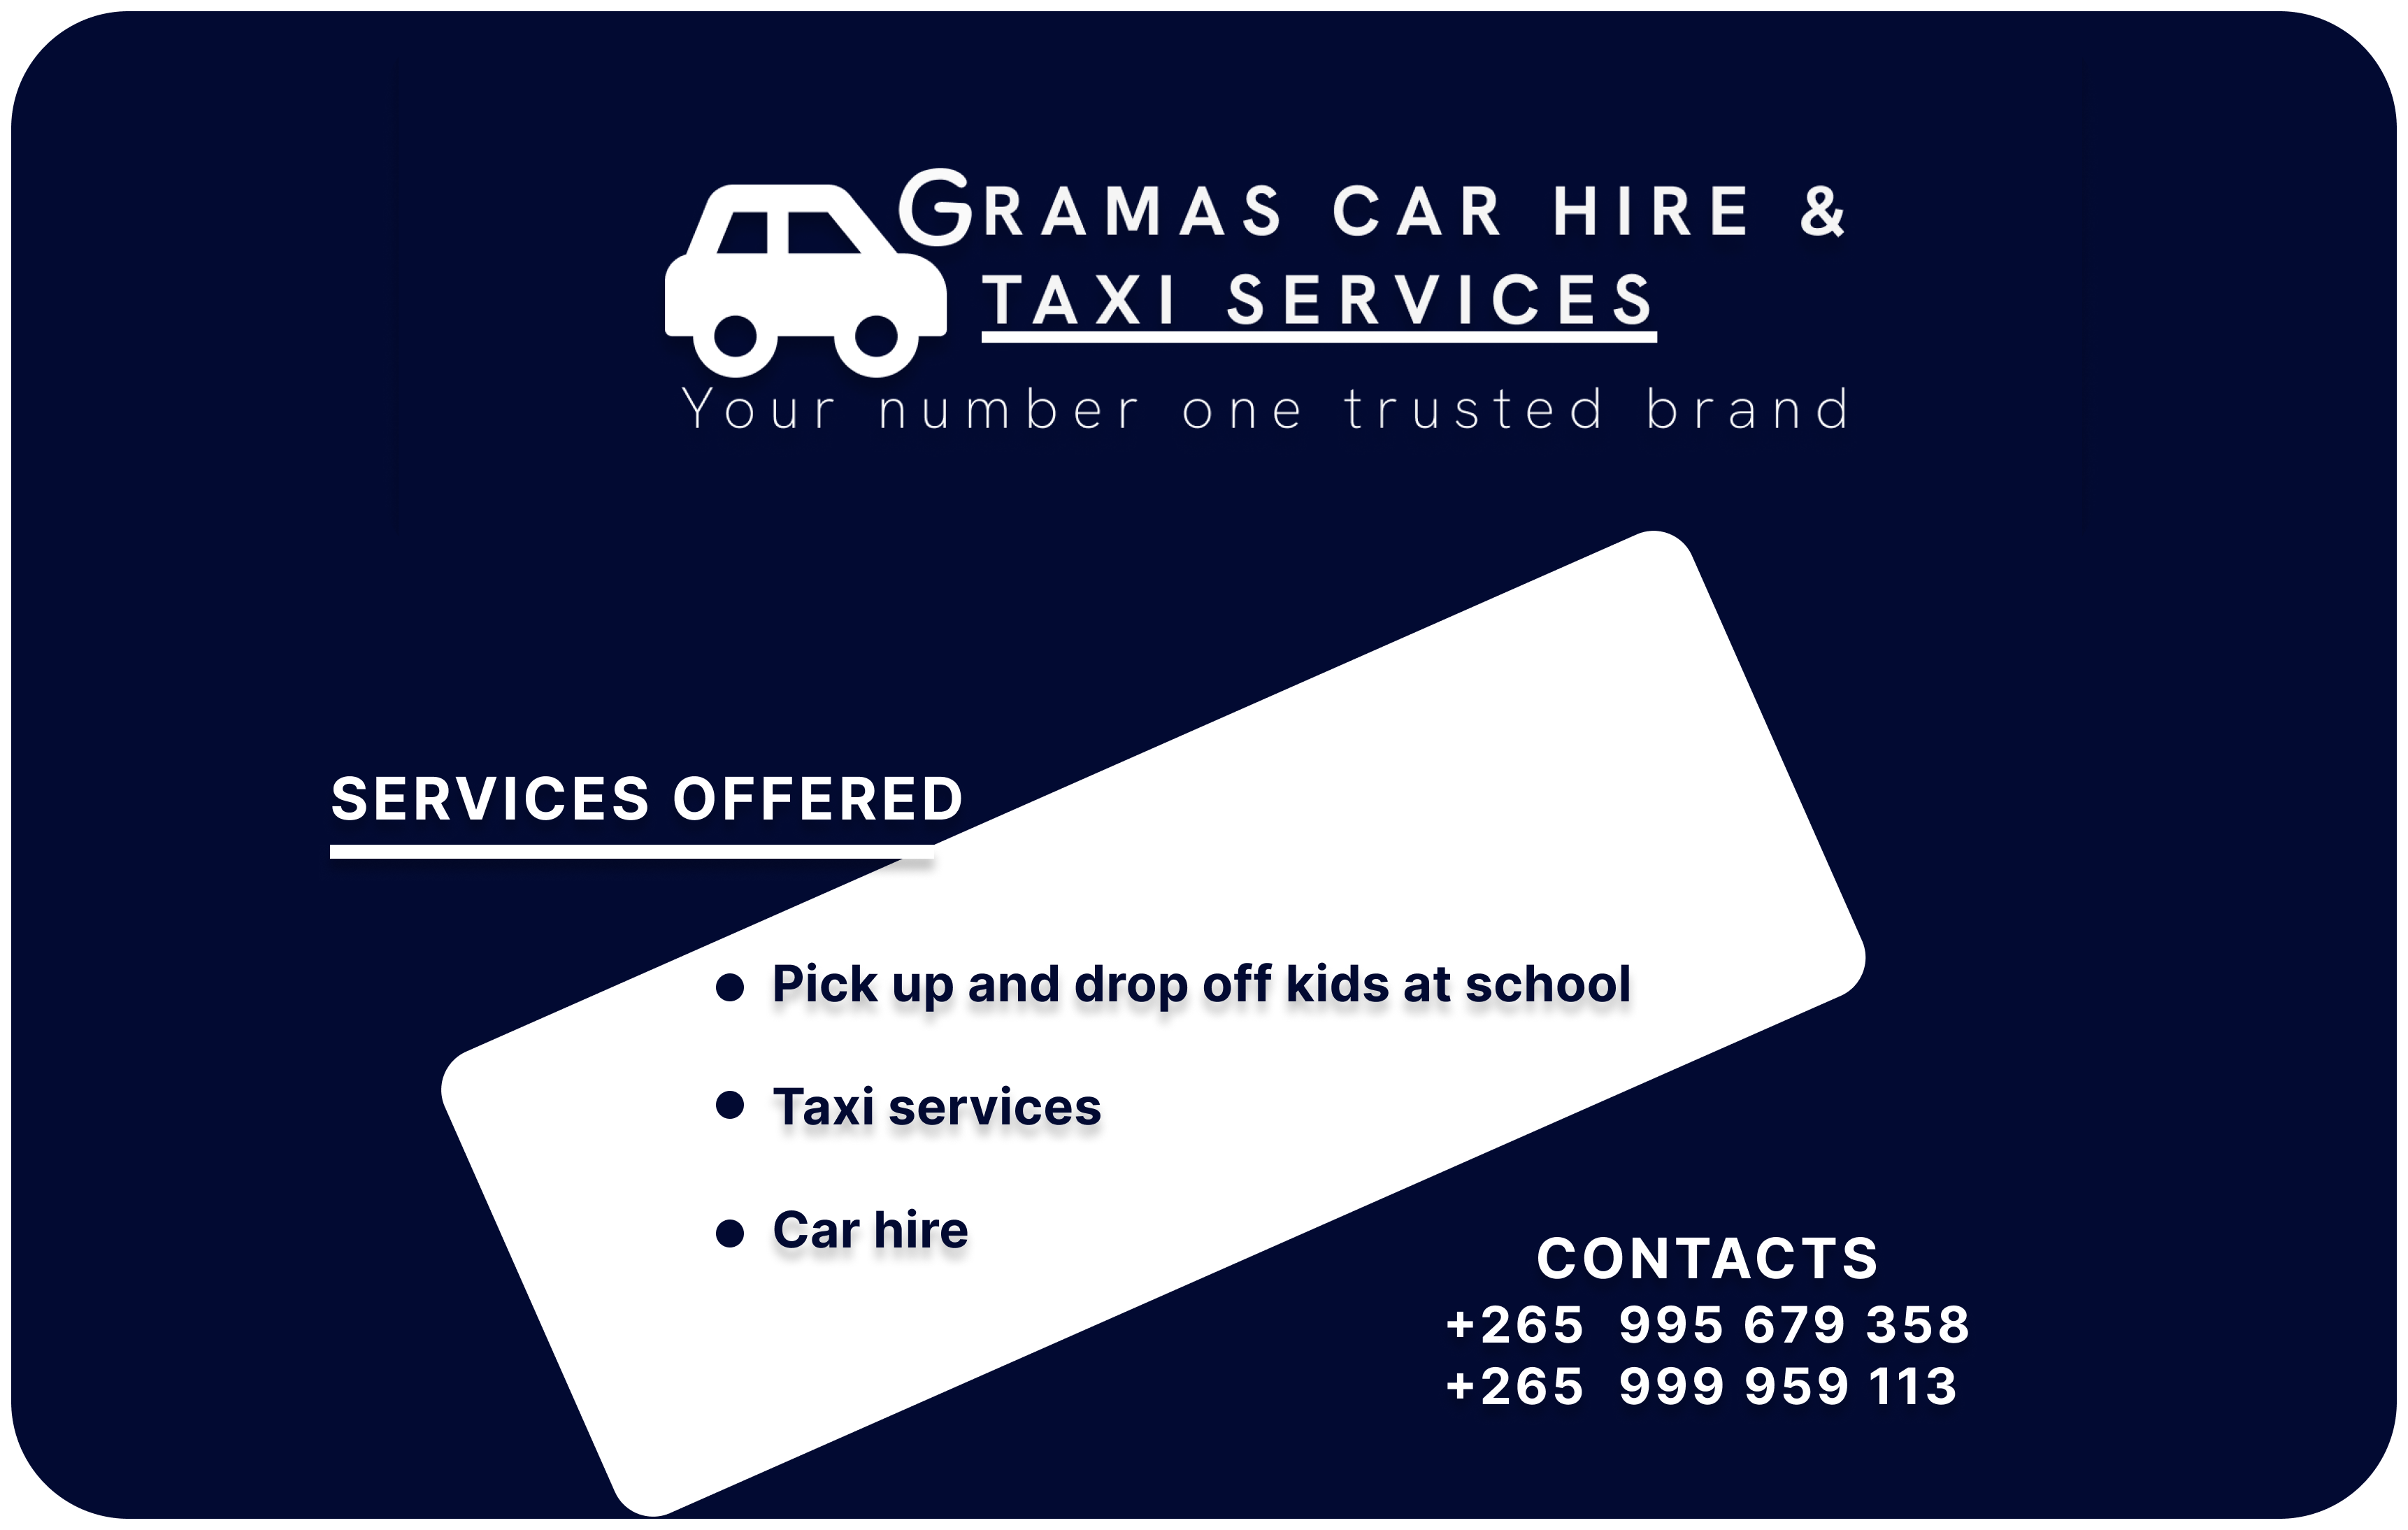 GRAMAS CAR HIRE &
TAXI SERVICES
Your number one trusted brand
SERVICES OFFERED
Pick up and drop off kids at school
Taxi services
Car hire
CONTACTS
+265 995 679 358
+265 999 959 113